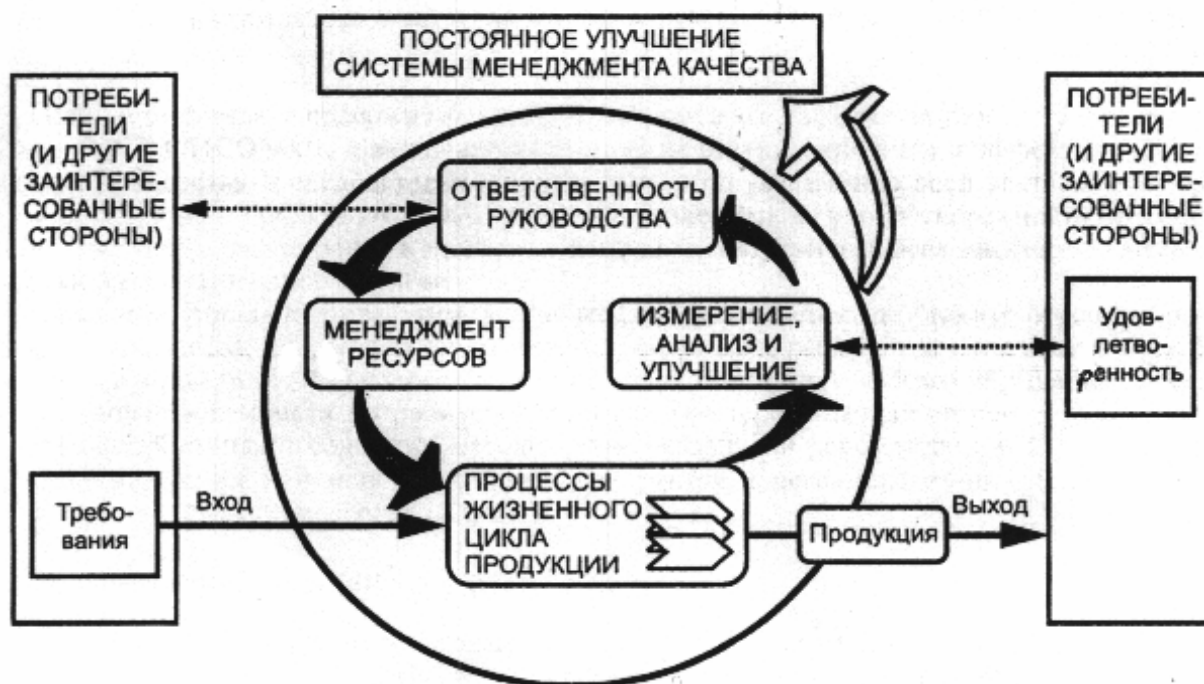 ПОСТОЯННОЕ УЛУЧШЕНИЕ
СИСТЕМЫ МЕНЕДЖМЕНТА КАЧЕСТВА
ПОТРЕБИ-
ТЕЛИ
(И ДРУГИЕ
ЗАИНТЕРЕ-
СОВАННЫЕ
СТОРОНЫ)
ОТВЕТСТВЕННОСТЬ
РУКОВОДСТВА
ПОТРЕБИ-
ТЕЛИ
(И ДРУГИЕ
ЗАИНТЕРЕ-
СОВАННЫЕ
СТОРОНЫ)
МЕНЕДЖМЕНТ
РЕСУРСОВ
ИЗМЕРЕНИЕ,
АНАЛИЗ И
УЛУЧШЕНИЕ
Удов-
летво-
ренность
Требо-
вания
Вход
ПРОЦЕССЫ
ЖИЗНЕННОГО
ЦИКЛА
ПРОДУКЦИИ
Продукция
Выход